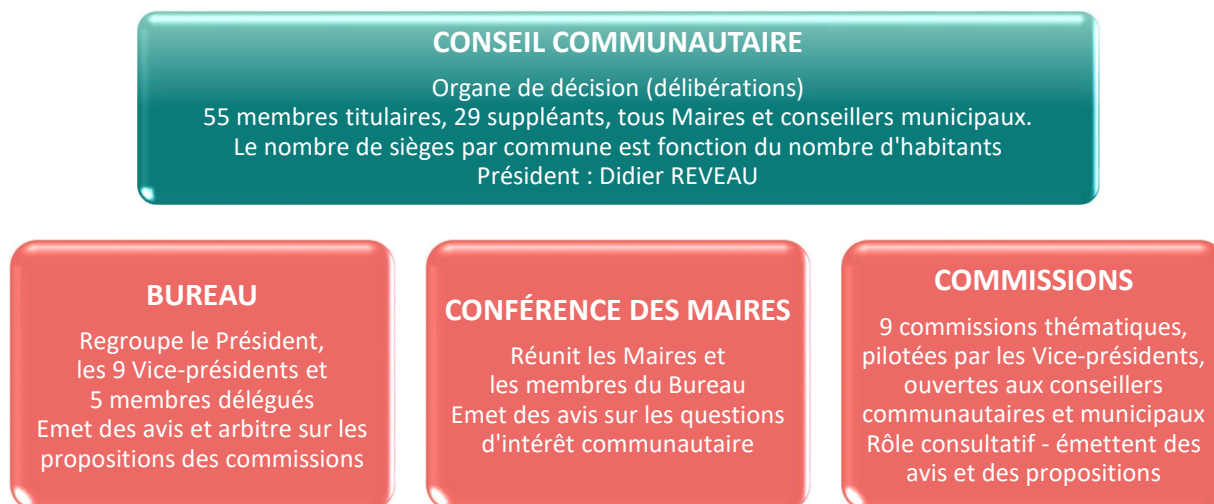 CONSEIL COMMUNAUTAIRE
Organe de décision (délibérations)
55 membres titulaires, 29 suppléants, tous Maires et conseillers municipaux.
Le nombre de sièges par commune est fonction du nombre d'habitants
Président : Didier REVEAU
BUREAU
Regroupe le Président,
les 9 Vice-présidents et
5 membres délégués
Emet des avis et arbitre sur les
propositions des commissions
CONFÉRENCE DES MAIRES
Réunit les Maires et
les membres du Bureau
Emet des avis sur les questions
d'intérêt communautaire
COMMISSIONS
9 commissions thématiques,
pilotées par les Vice-présidents,
ouvertes aux conseillers
communautaires et municipaux
Rôle consultatif - émettent des
avis et des propositions